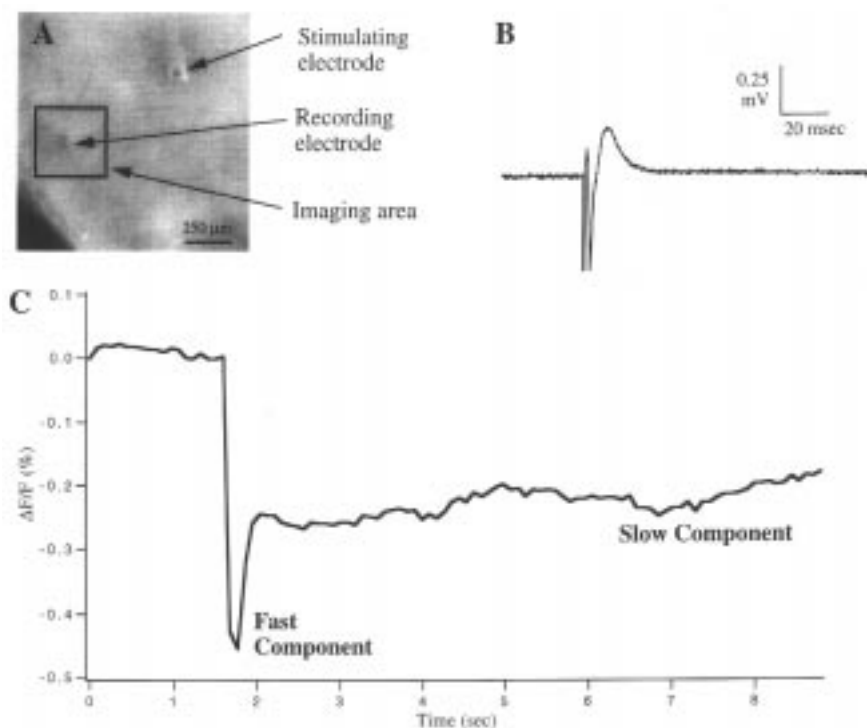 A
Stimulating
electrode
Recording
electrode
Imaging area
250 µm
B
0.25
mV
20 msec
C
0.1
0.0
-0.1
-0.2
-0.3
-0.4
-0.5
ΔF/F (%)
Fast
Component
Slow Component
0 1 2 3 4 5 6 7 8
Time (sec)